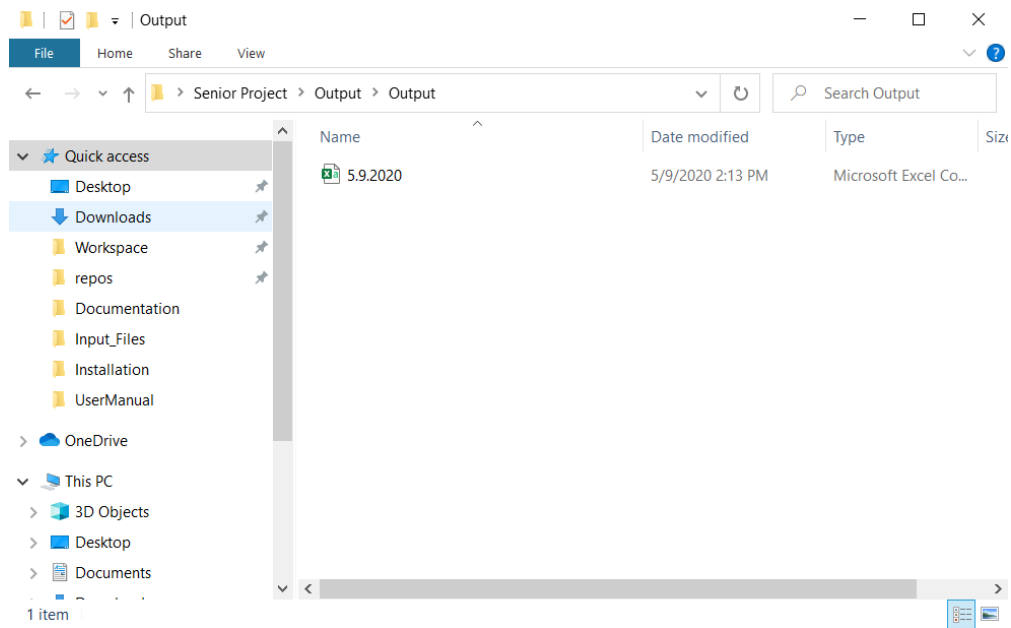 Output
File Home Share View
Senior Project Output Output Search Output
Name Date modified Type
Quick access
5.9.2020 5/9/2020 2:13 PM Microsoft Excel Co...
Desktop
Downloads
Workspace
repos
Documentation
Input_Files
Installation
UserManual
OneDrive
This PC
3D Objects
Desktop
Documents
1 item